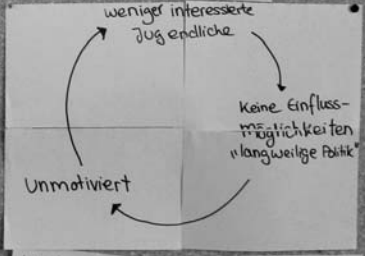 weniger interessierte
Jugendliche
Keine Einfluss-
möglichkeiten
"langweilige Politik"
Unmotiviert